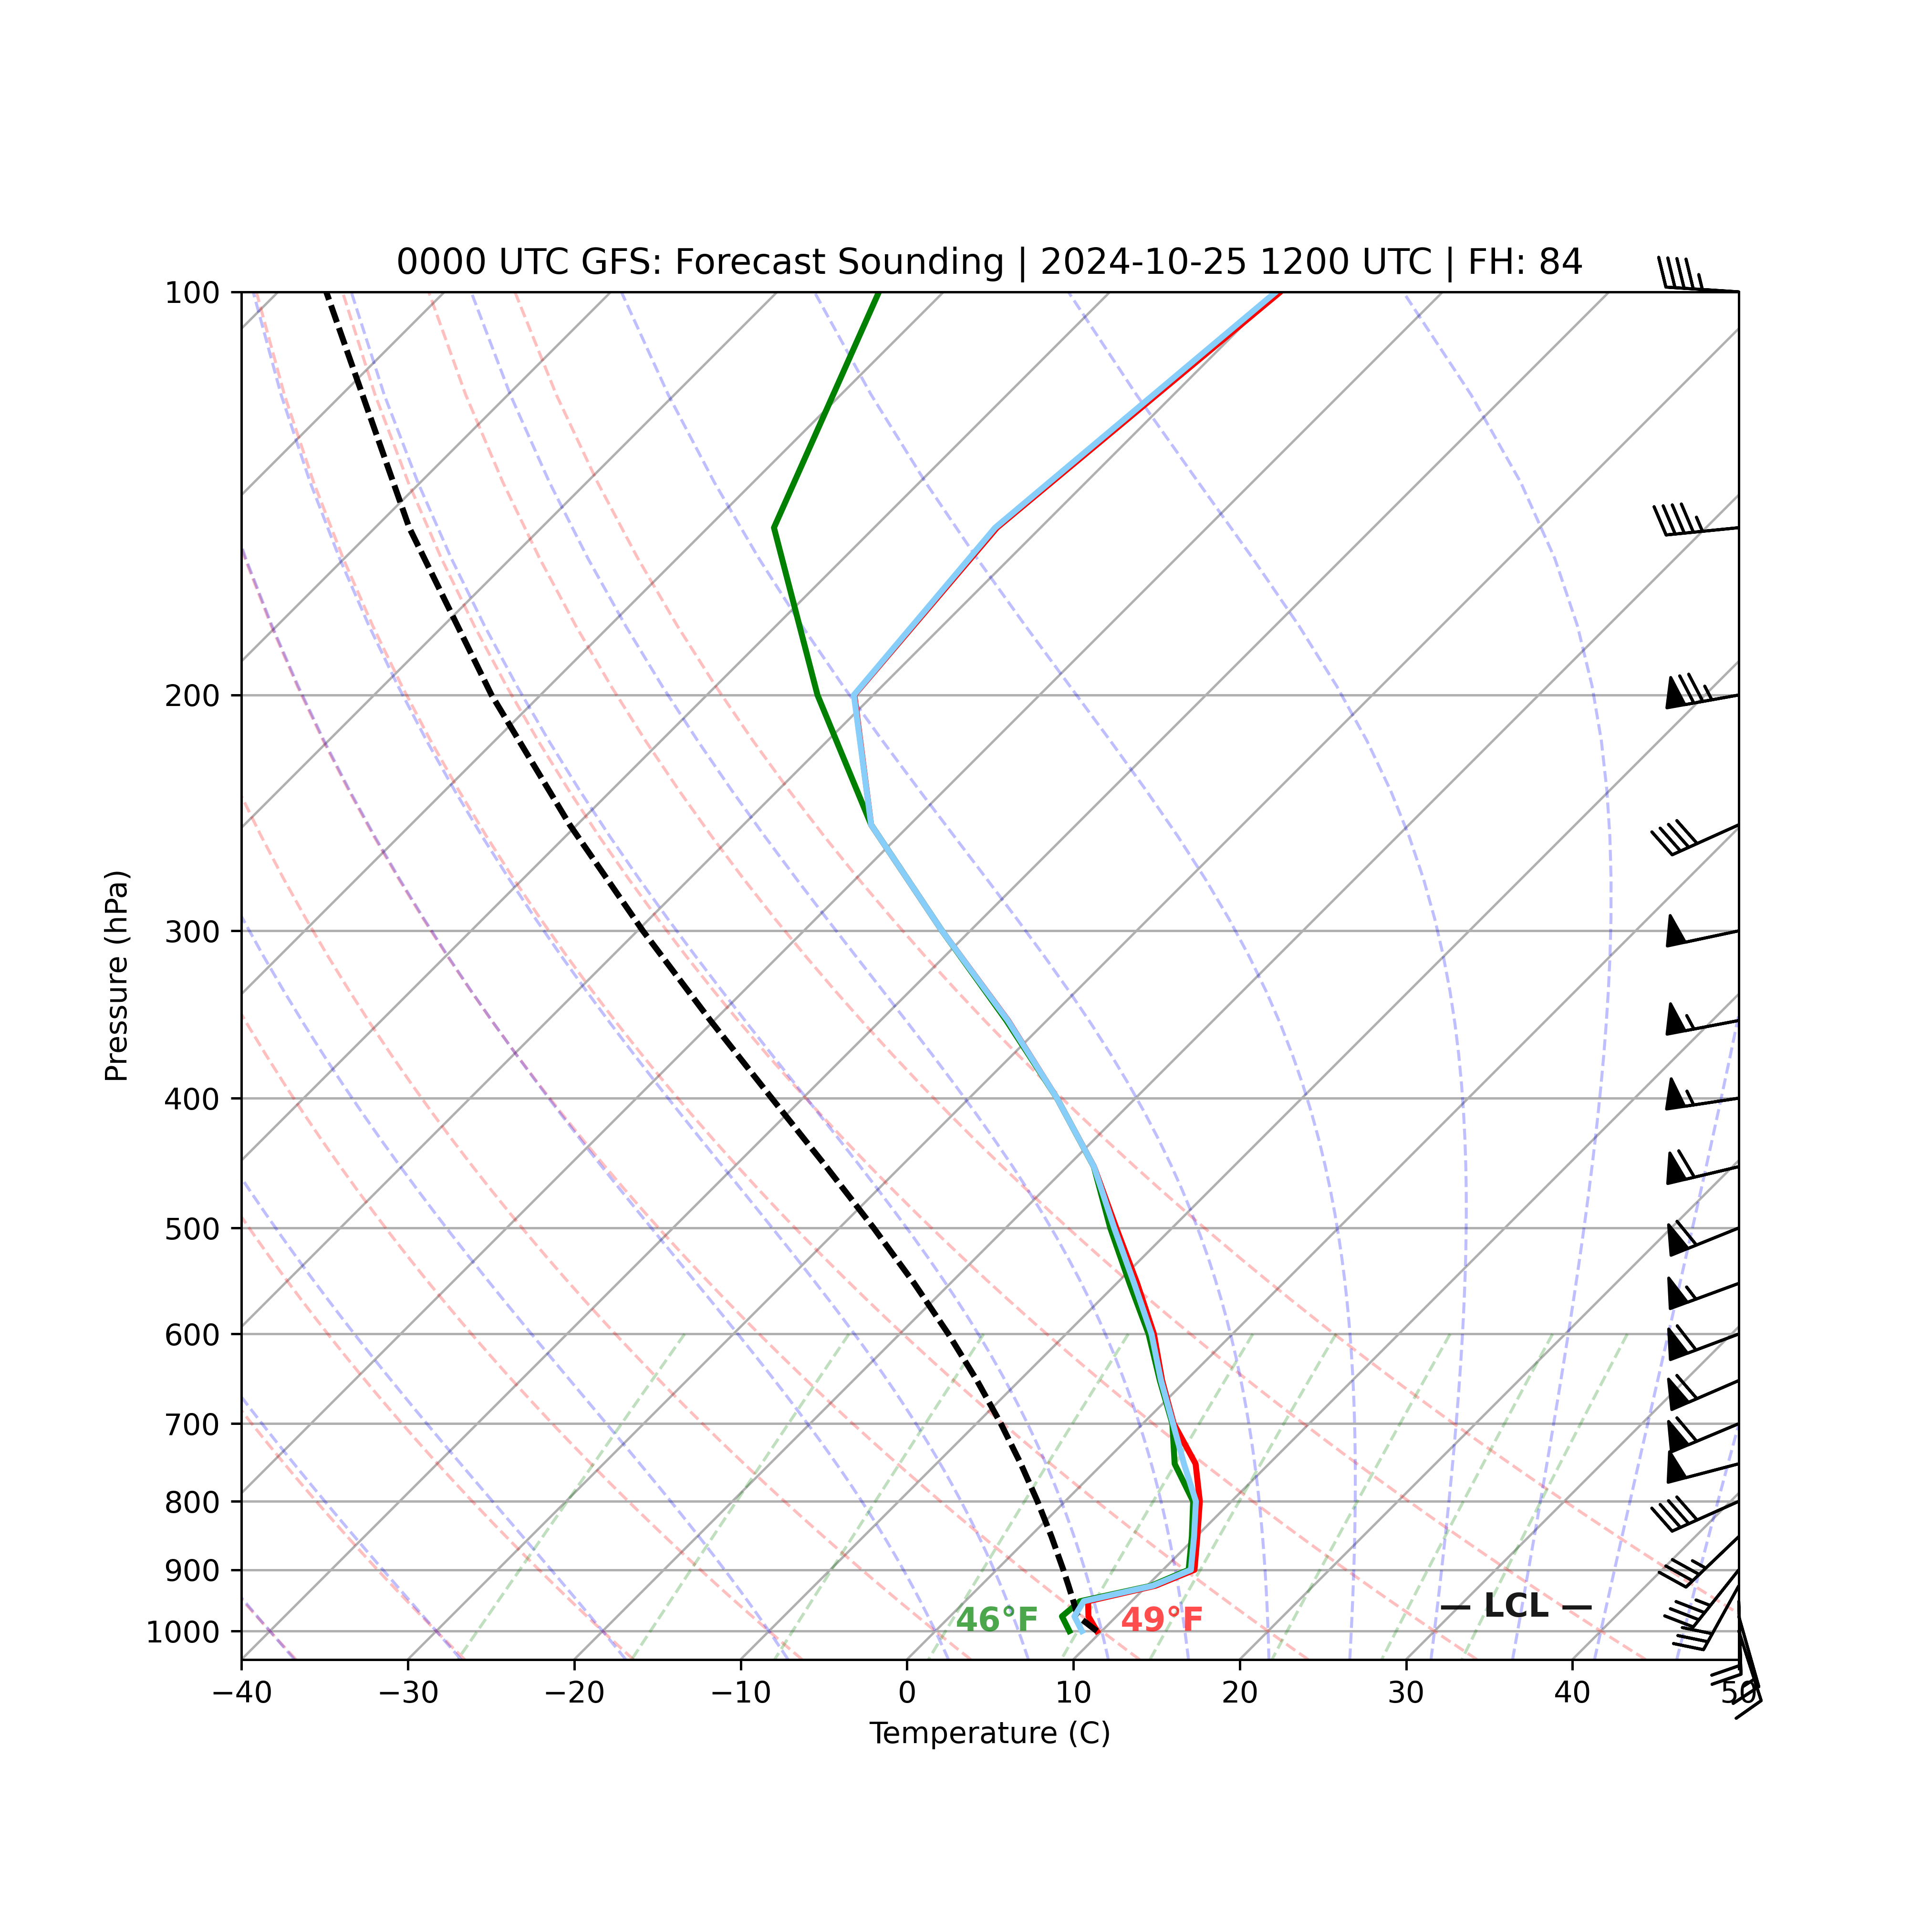 0000 UTC GFS: Forecast Sounding | 2024-10-25 1200 UTC | FH: 84
100
200
300
400
500
600
700
800
900
1000
Pressure (hPa)
46°F
49°F
— LCL —
−40 −30 −20 −10 0 10 20 30 40 50
Temperature (C)